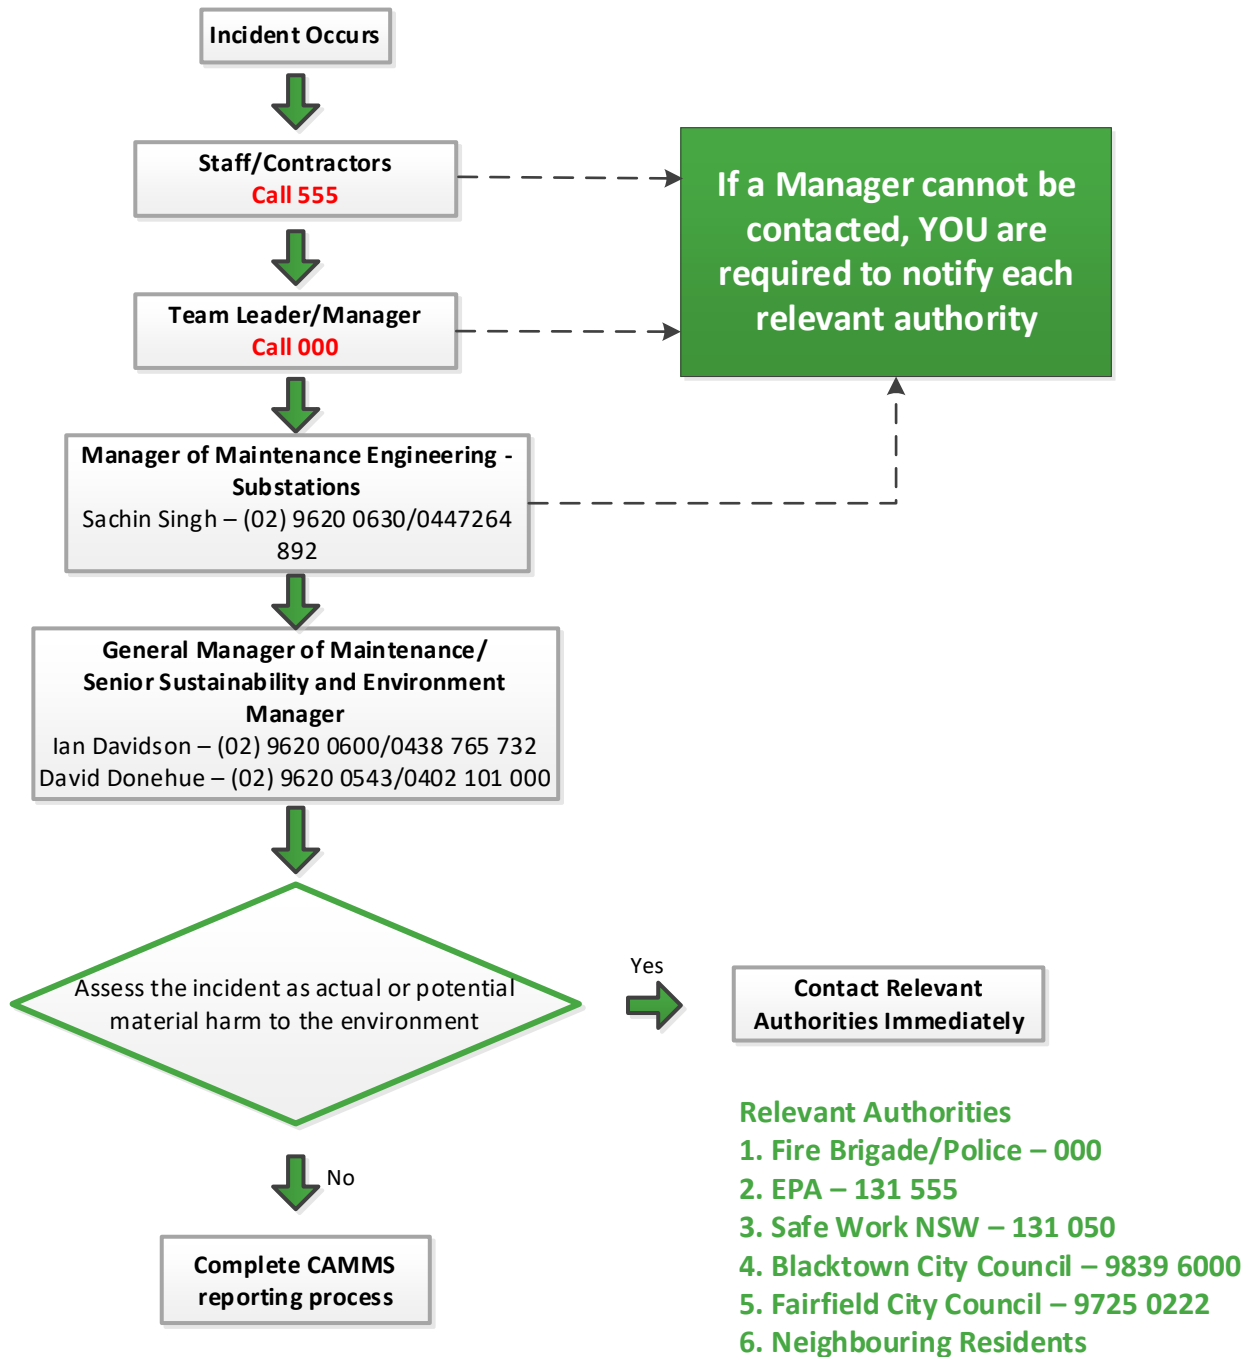 Incident Occurs
Staff/Contractors
Call 555
If a Manager cannot be
contacted, YOU are
required to notify each
relevant authority
Team Leader/Manager
Call 000
Manager of Maintenance Engineering -
Substations
Sachin Singh – (02) 9620 0630/0447264
892
General Manager of Maintenance/
Senior Sustainability and Environment
Manager
Ian Davidson – (02) 9620 0600/0438 765 732
David Donehue – (02) 9620 0543/0402 101 000
Assess the incident as actual or potential
material harm to the environment
Yes
Contact Relevant
Authorities Immediately
No
Complete CAMMS
reporting process
Relevant Authorities
1. Fire Brigade/Police – 000
2. EPA – 131 555
3. Safe Work NSW – 131 050
4. Blacktown City Council – 9839 6000
5. Fairfield City Council – 9725 0222
6. Neighbouring Residents